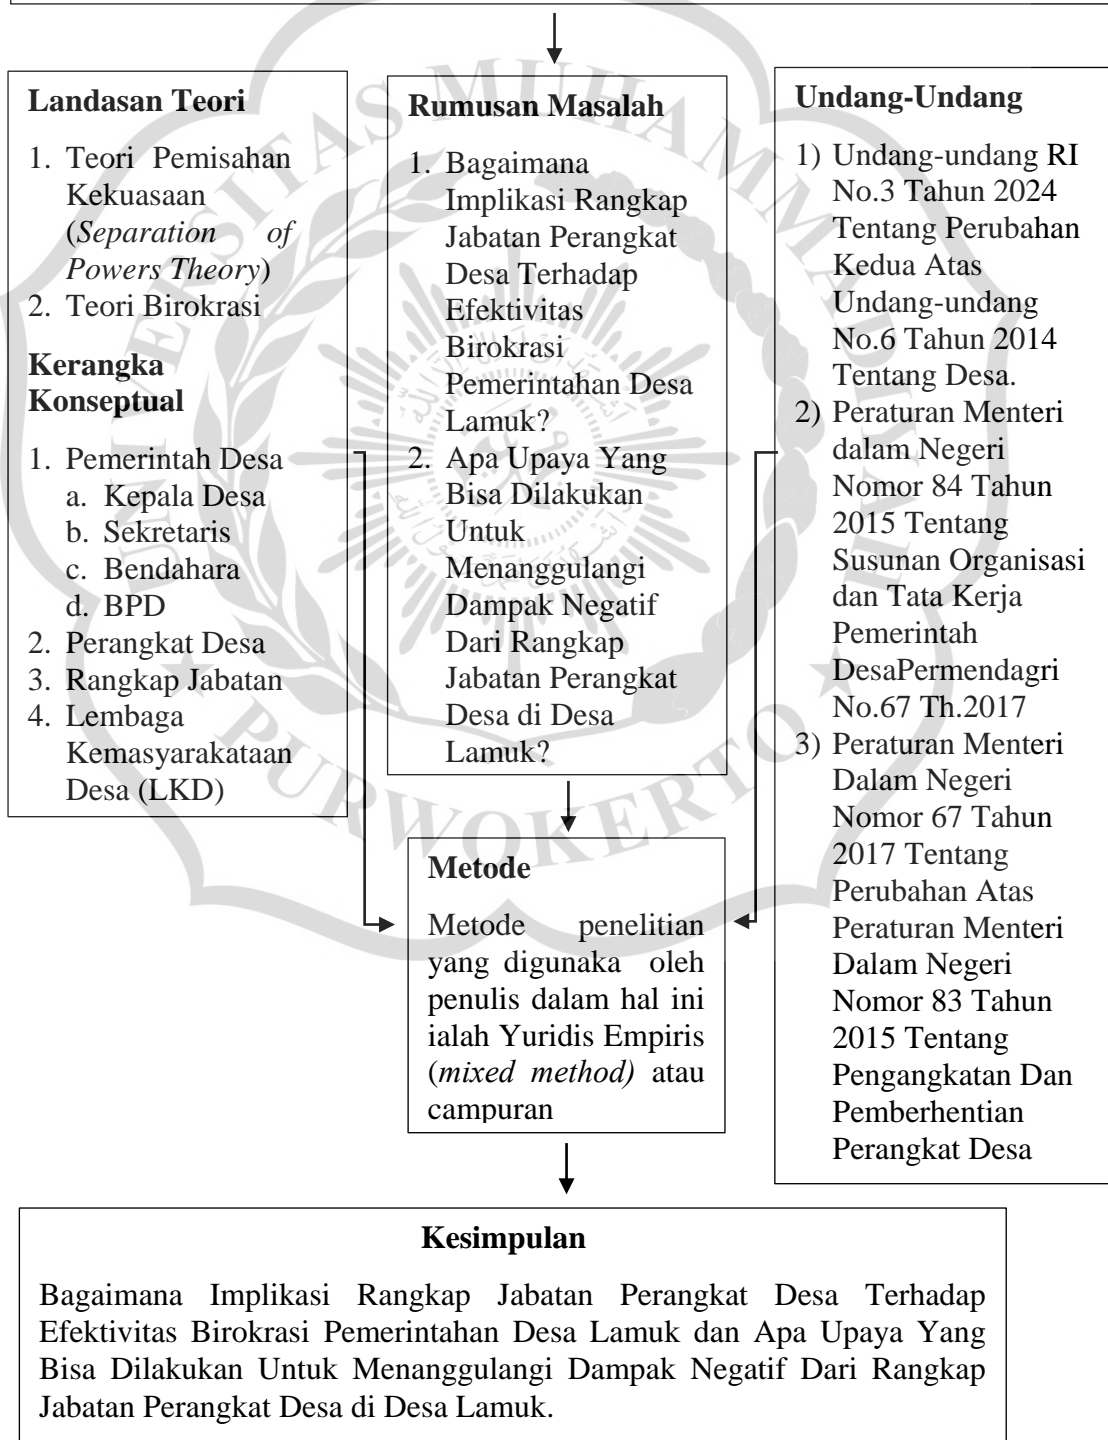 Landasan Teori
1. Teori Pemisahan
Kekuasaan
(Separation of
Powers Theory)
2. Teori Birokrasi
Kerangka
Konseptual
1. Pemerintah Desa
a. Kepala Desa
b. Sekretaris
c. Bendahara
d. BPD
2. Perangkat Desa
3. Rangkap Jabatan
4. Lembaga
Kemasyarakataan
Desa (LKD)
Rumusan Masalah
1. Bagaimana
Implikasi Rangkap
Jabatan Perangkat
Desa Terhadap
Efektivitas
Birokrasi
Pemerintahan Desa
Lamuk?
2. Apa Upaya Yang
Bisa Dilakukan
Untuk
Menanggulangi
Dampak Negatif
Dari Rangkap
Jabatan Perangkat
Desa di Desa
Lamuk?
Undang-Undang
1) Undang-undang RI
No.3 Tahun 2024
Tentang Perubahan
Kedua Atas
Undang-undang
No.6 Tahun 2014
Tentang Desa.
2) Peraturan Menteri
dalam Negeri
Nomor 84 Tahun
2015 Tentang
Susunan Organisasi
dan Tata Kerja
Pemerintah
DesaPermendagri
No.67 Th.2017
3) Peraturan Menteri
Dalam Negeri
Nomor 67 Tahun
2017 Tentang
Perubahan Atas
Peraturan Menteri
Dalam Negeri
Nomor 83 Tahun
2015 Tentang
Pengangkatan Dan
Pemberhentian
Perangkat Desa
Metode
Metode penelitian
yang digunaka oleh
penulis dalam hal ini
ialah Yuridis Empiris
(mixed method) atau
campuran
Kesimpulan
Bagaimana Implikasi Rangkap Jabatan Perangkat Desa Terhadap
Efektivitas Birokrasi Pemerintahan Desa Lamuk dan Apa Upaya Yang
Bisa Dilakukan Untuk Menanggulangi Dampak Negatif Dari Rangkap
Jabatan Perangkat Desa di Desa Lamuk.
UNIVERSITAS MUHAMMADIYAH
PURWOKERTO